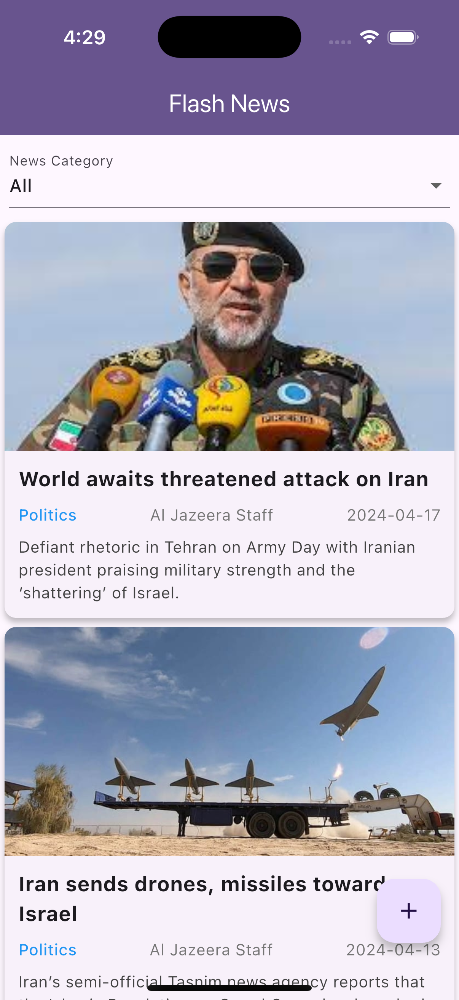 4:29
Flash News
News Category
All
World awaits threatened attack on Iran
Politics Al Jazeera Staff 2024-04-17
Defiant rhetoric in Tehran on Army Day with Iranian
president praising military strength and the
‘shattering’ of Israel.
Iran sends drones, missiles toward
Israel
Politics Al Jazeera Staff 2024-04-13
Iran’s semi-official Tasnim news agency reports that